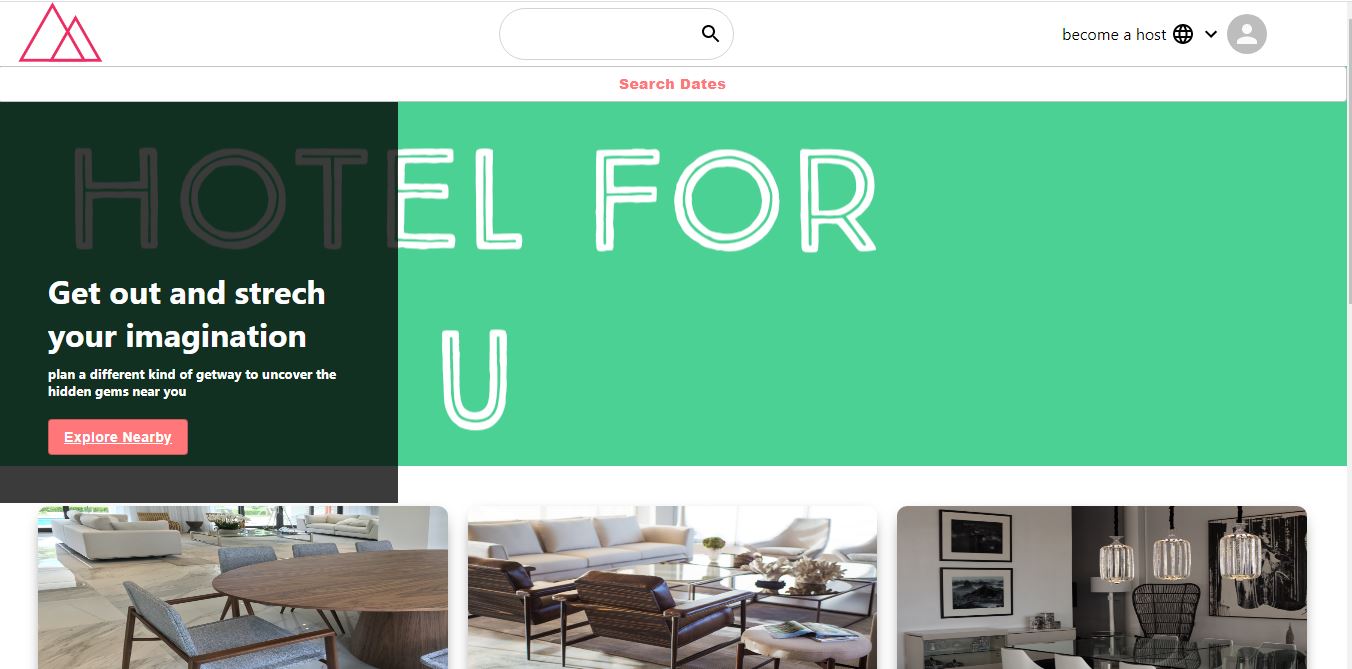 become a host
Search Dates
HOTEL FOR
U
Get out and strech
your imagination
plan a different kind of getway to uncover the
hidden gems near you
Explore Nearby